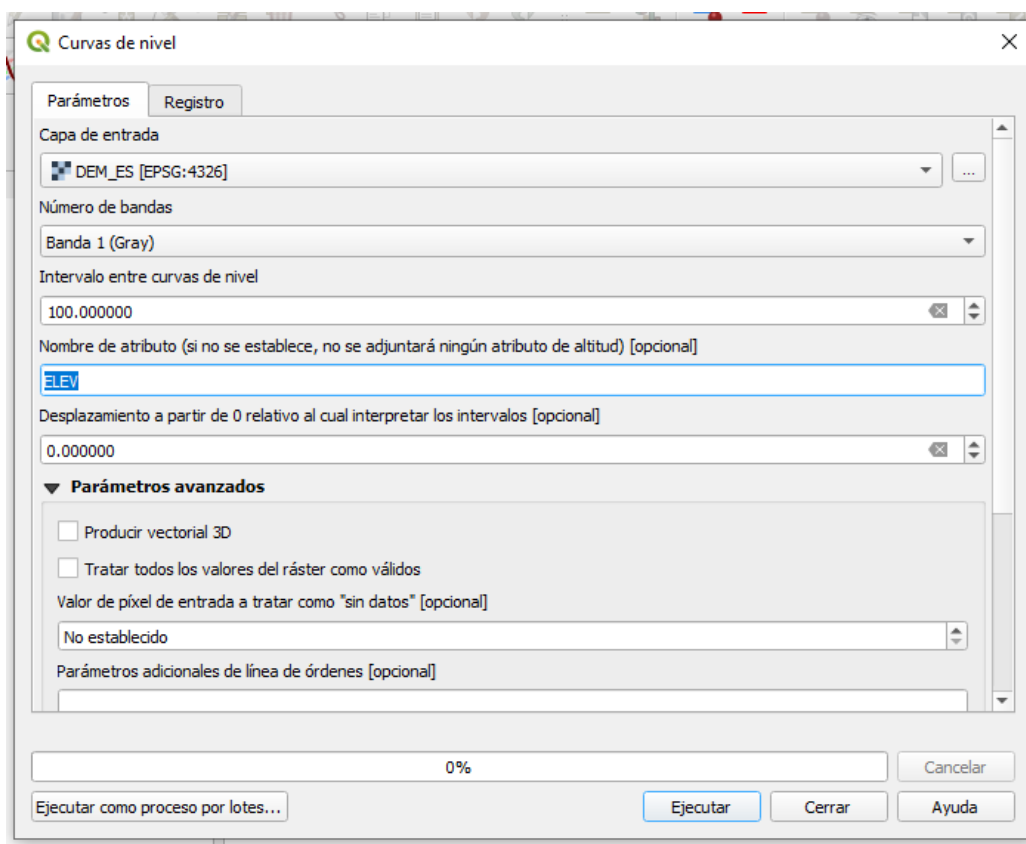 Curvas de nivel
Parámetros
Registro
Capa de entrada
DEM_ES [EPSG:4326]
...
Número de bandas
Banda 1 (Gray)
Intervalo entre curvas de nivel
100.000000
Nombre de atributo (si no se establece, no se adjuntará ningún atributo de altitud) [opcional]
ELEV
Desplazamiento a partir de 0 relativo al cual interpretar los intervalos [opcional]
0.000000
Parámetros avanzados
Producir vectorial 3D
Tratar todos los valores del ráster como válidos
Valor de píxel de entrada a tratar como "sin datos" [opcional]
No establecido
Parámetros adicionales de línea de órdenes [opcional]
0%
Cancelar
Ejecutar como proceso por lotes...
Ejecutar
Cerrar
Ayuda